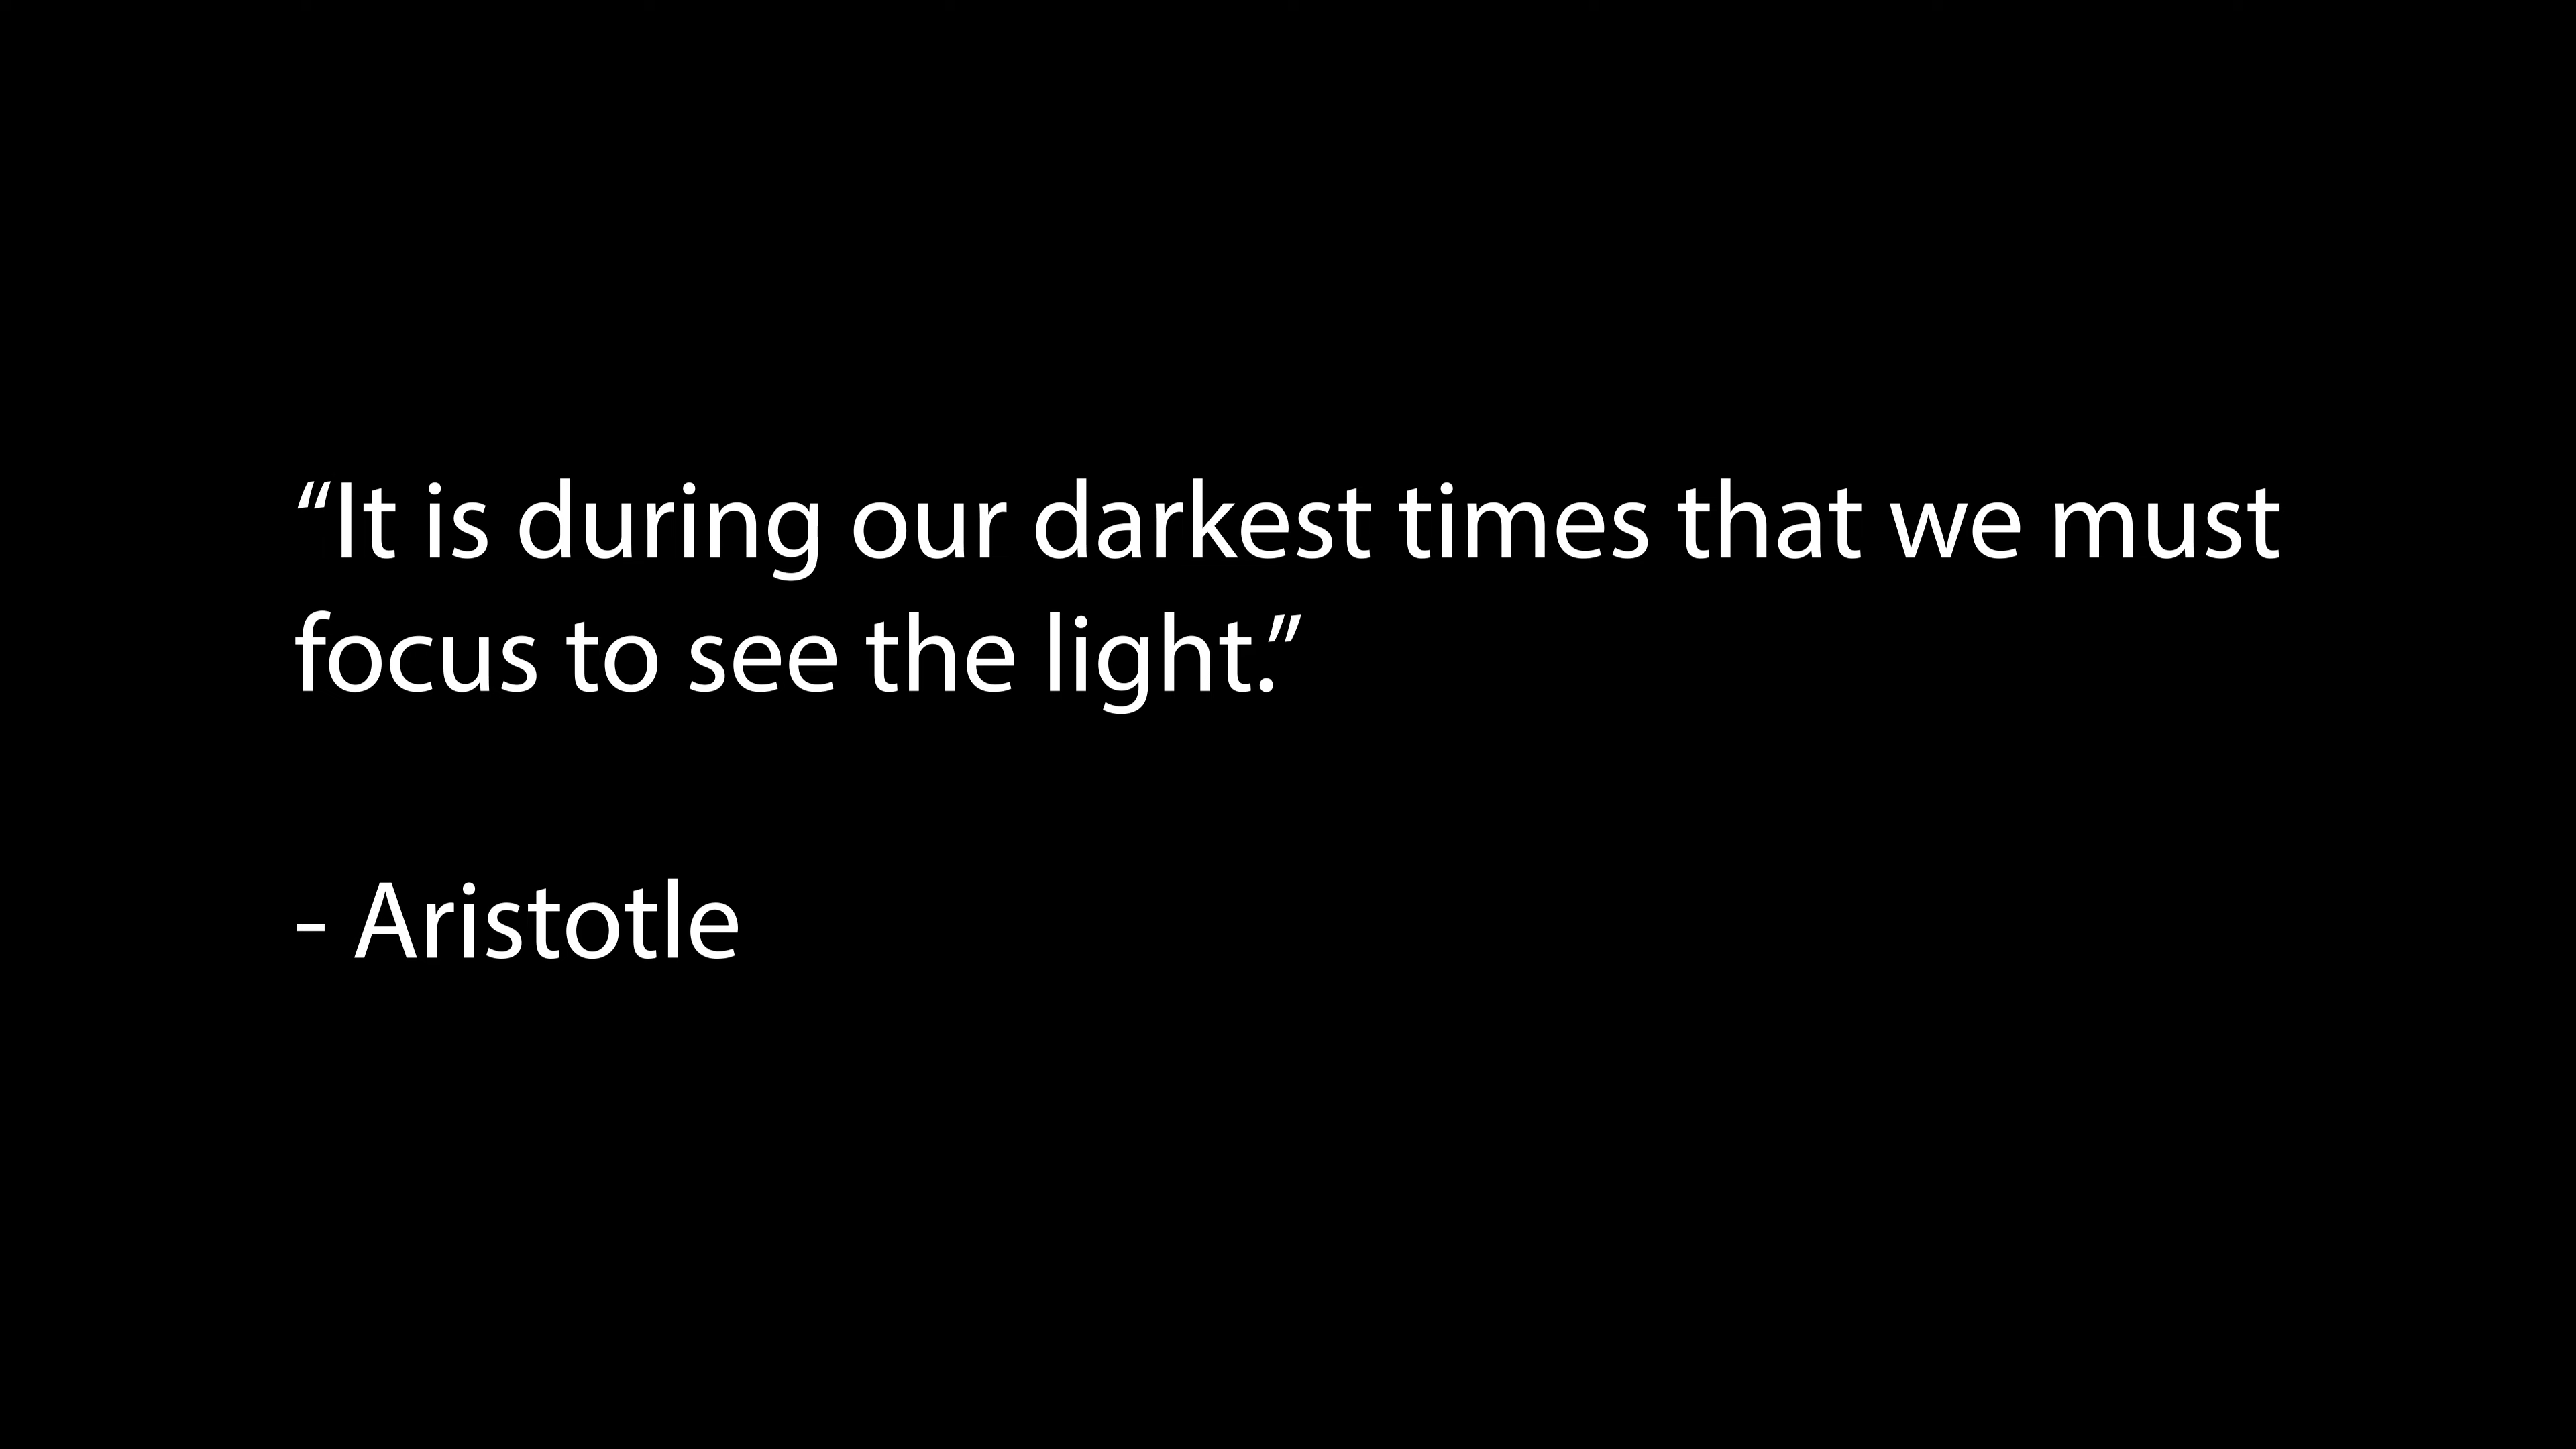 “It is during our darkest times that we must
focus to see the light.”
- Aristotle